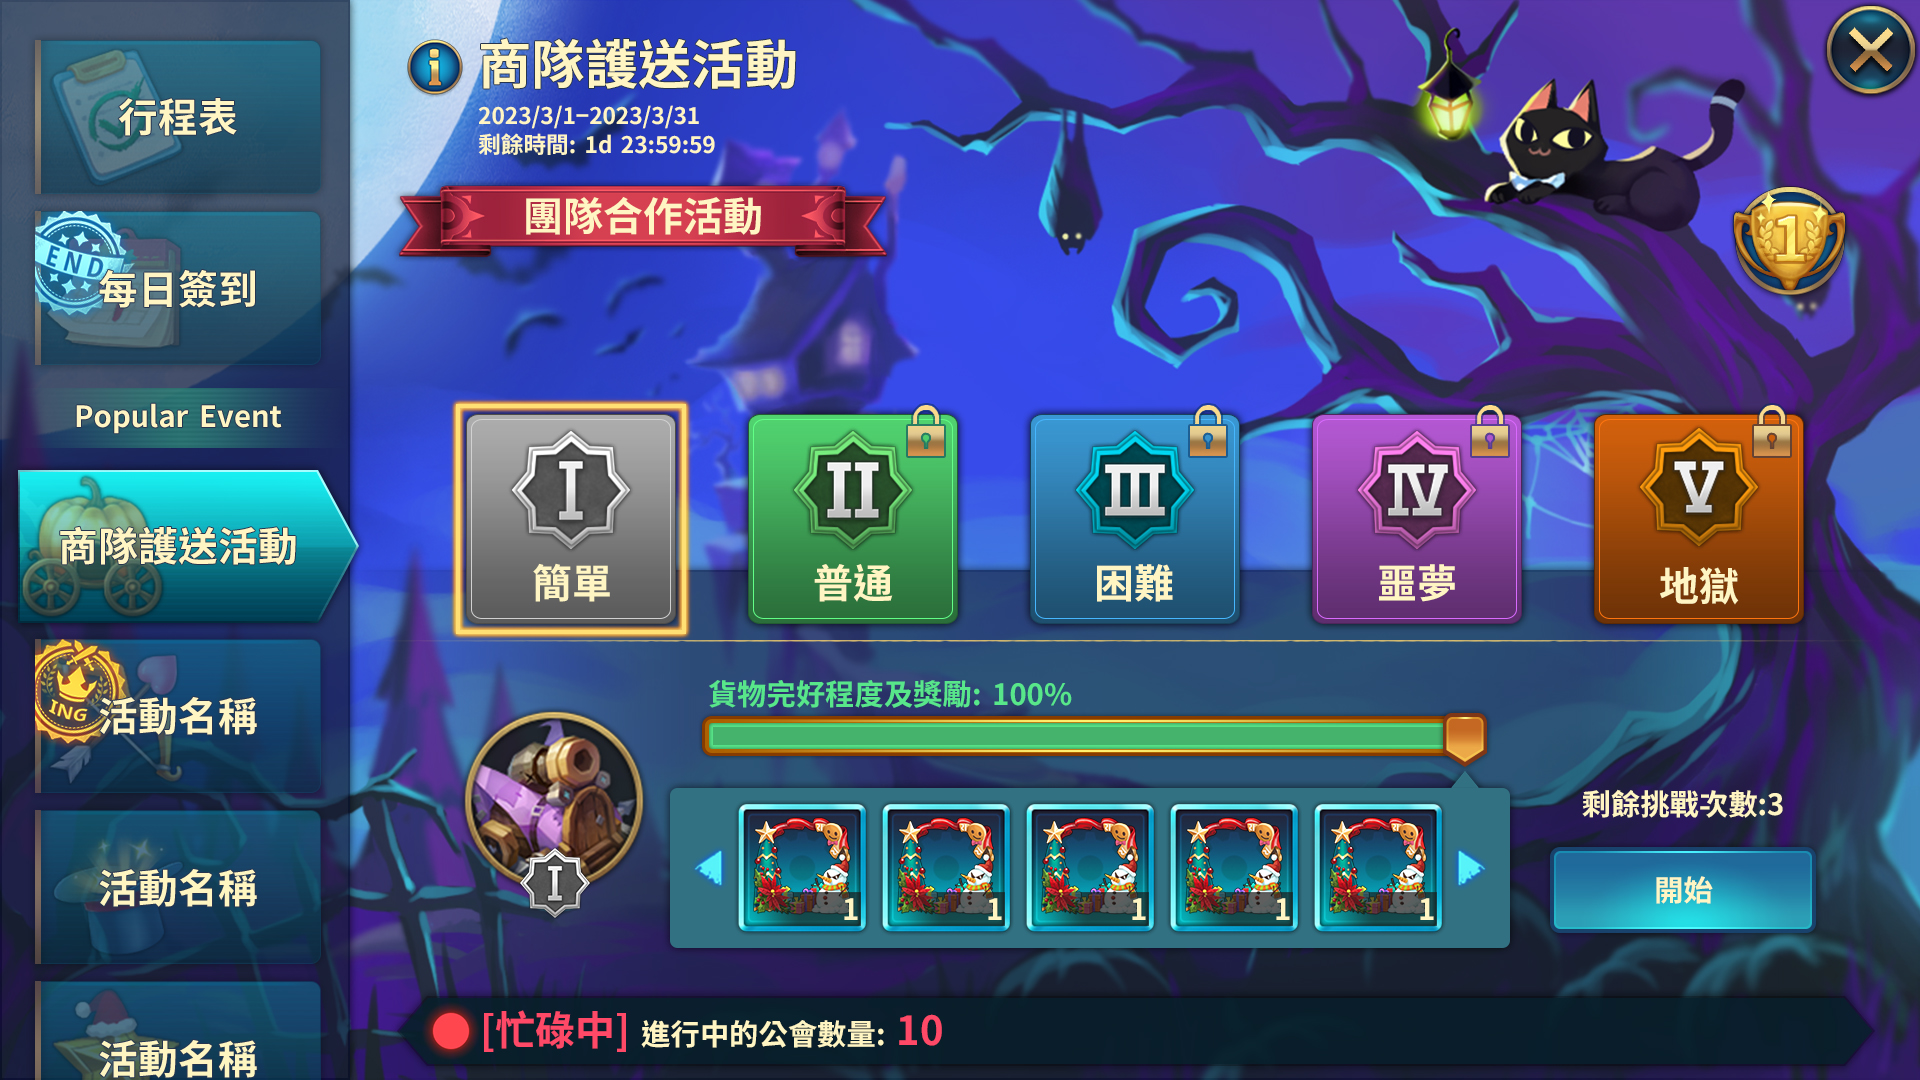 行程表
END
每日簽到
Popular Event
商隊護送活動
ING
活動名稱
活動名稱
活動名稱
商隊護送活動
2023/3/1-2023/3/31
剩餘時間: 1d 23:59:59
團隊合作活動
1
I
簡單
II
普通
III
困難
IV
噩夢
V
地獄
貨物完好程度及獎勵: 100%
I
1
1
1
1
1
剩餘挑戰次數:3
開始
[忙碌中] 進行中的公會數量: 10